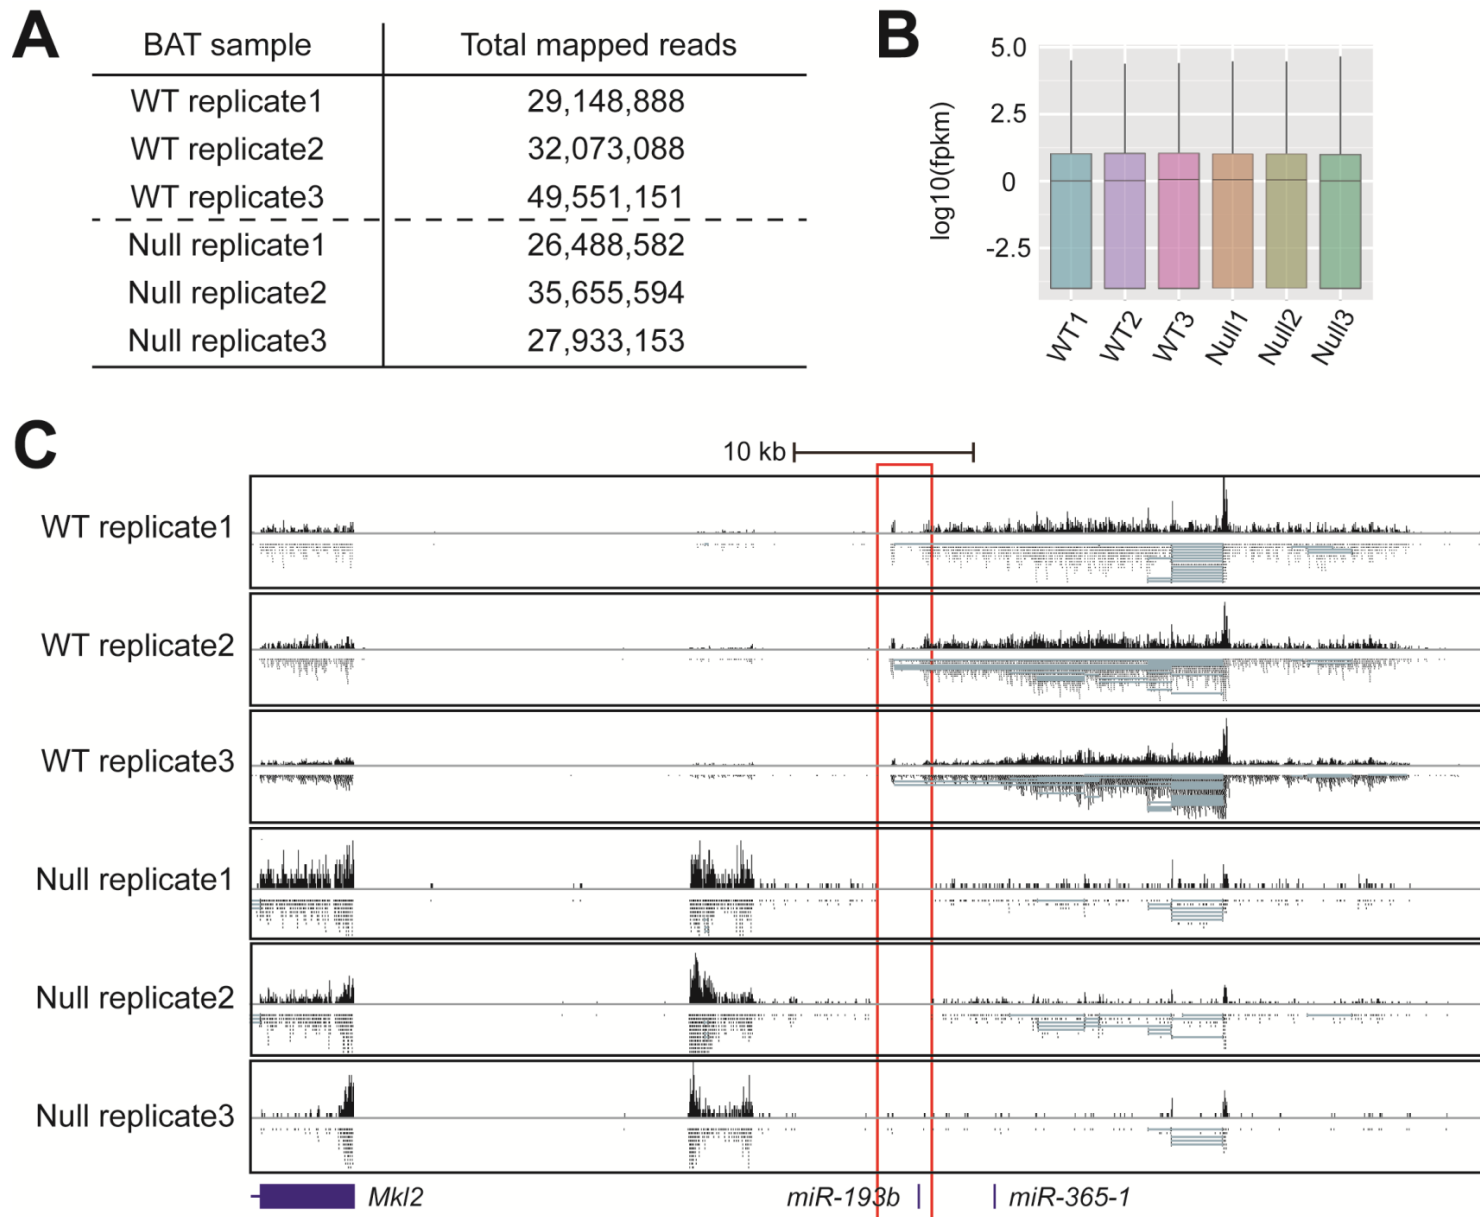 A
BAT sample Total mapped reads
WT replicate1 29,148,888
WT replicate2 32,073,088
WT replicate3 49,551,151
Null replicate1 26,488,582
Null replicate2 35,655,594
Null replicate3 27,933,153
B
log10(fpkm)
5.0
2.5
0
-2.5
WT1 WT2 WT3 Null1 Null2 Null3
C
10 kb
WT replicate1
WT replicate2
WT replicate3
Null replicate1
Null replicate2
Null replicate3
Mkl2 miR-193b miR-365-1